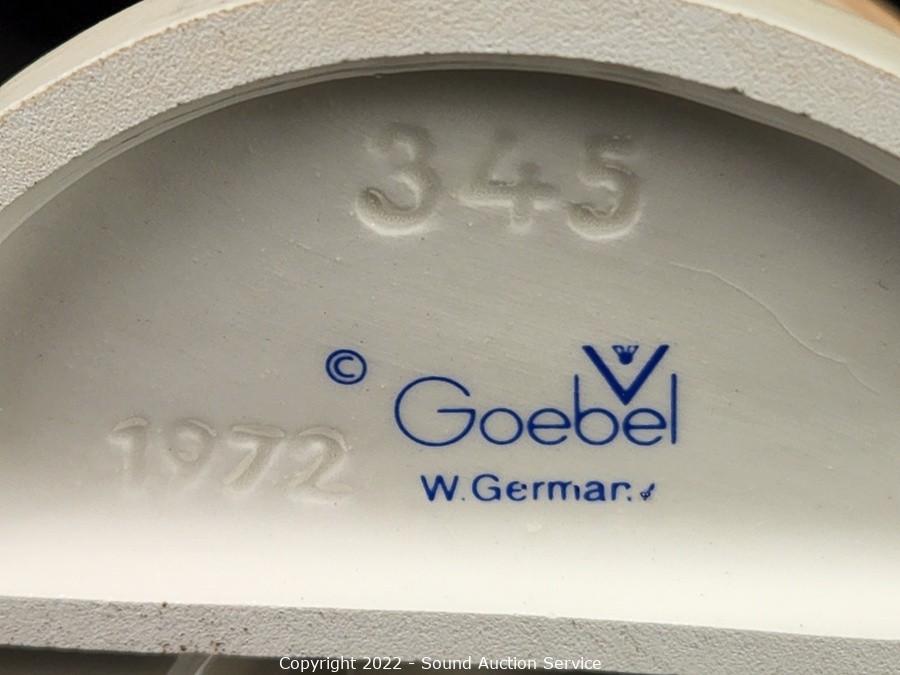 345
©
Goebel
1972
W. Germany
Copyright 2022 - Sound Auction Service